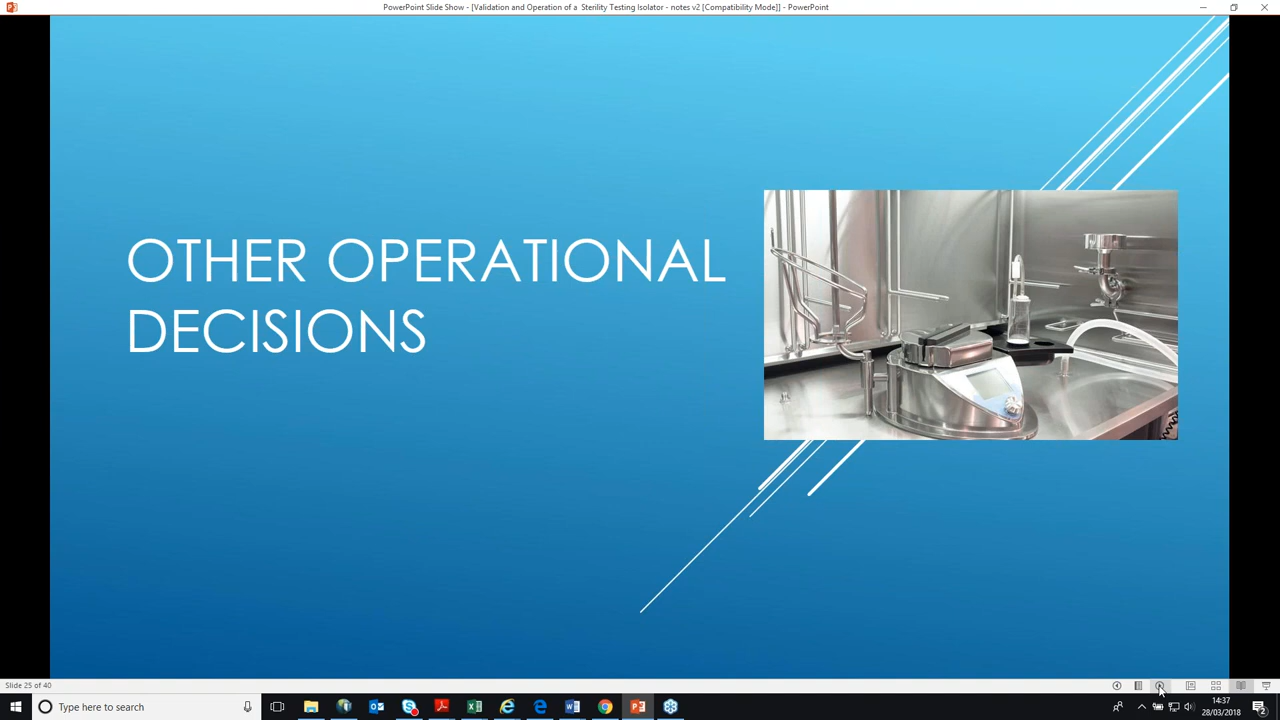 PowerPoint Slide Show - [Validation and Operation of a  Sterility Testing Isolator - notes v2 [Compatibility Mode]] - PowerPoint
OTHER OPERATIONAL
DECISIONS
Slide 25 of 40
Type here to search
14:37
28/03/2018
2